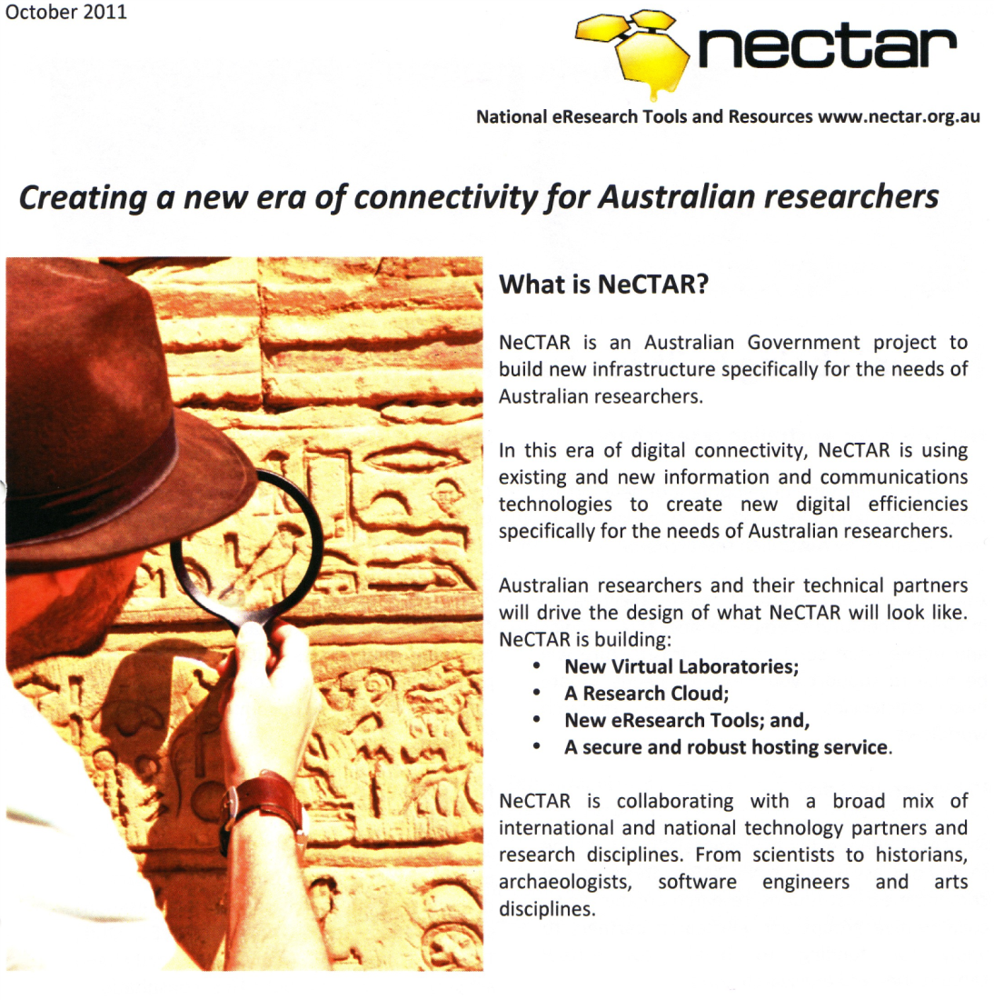 October 2011
nectar
National eResearch Tools and Resources www.nectar.org.au
Creating a new era of connectivity for Australian researchers
What is NeCTAR?
NeCTAR is an Australian Government project to
build new infrastructure specifically for the needs of
Australian researchers.
In this era of digital connectivity, NeCTAR is using
existing and new information and communications
technologies to create new digital efficiencies
specifically for the needs of Australian researchers.
Australian researchers and their technical partners
will drive the design of what NeCTAR will look like.
NeCTAR is building:
• New Virtual Laboratories;
• A Research Cloud;
• New eResearch Tools; and,
• A secure and robust hosting service.
NeCTAR is collaborating with a broad mix of
international and national technology partners and
research disciplines. From scientists to historians,
archaeologists, software engineers and arts
disciplines.